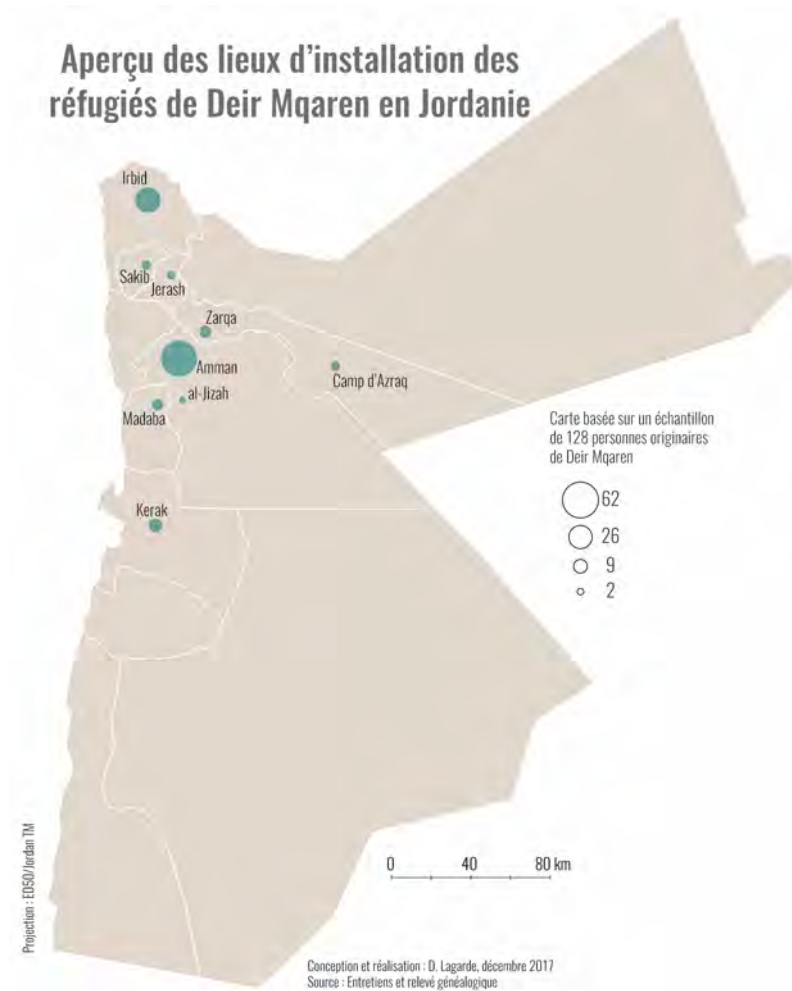 Aperçu des lieux d’installation des
réfugiés de Deir Mqaren en Jordanie
Irbid
Sakib
Jerash
Zarqa
Amman
Camp d’Azraq
al-Jizah
Madaba
Carte basée sur un échantillon
de 128 personnes originaires
de Deir Mqaren
62
26
9
2
Kerak
0 40 80 km
Projection : ED50/Jordan TM
Conception et réalisation : D. Lagarde, décembre 2017
Source : Entretiens et relevé généalogique